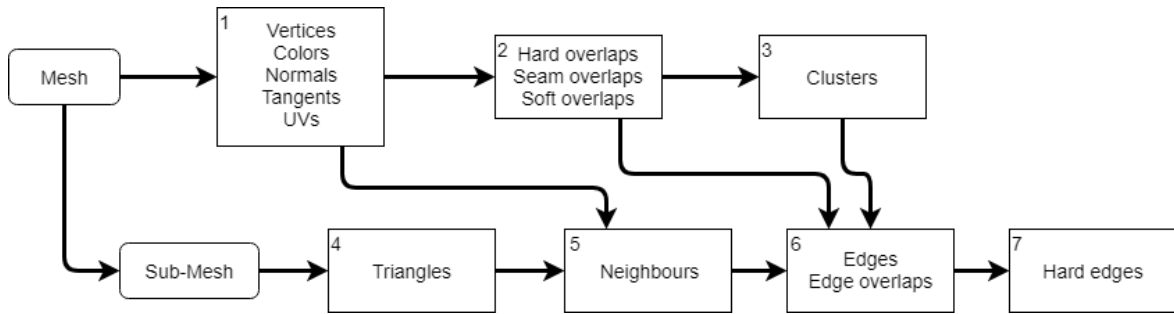 Mesh
1
Vertices
Colors
Normals
Tangents
UVs
2
Hard overlaps
Seam overlaps
Soft overlaps
3
Clusters
Sub-Mesh
4
Triangles
5
Neighbours
6
Edges
Edge overlaps
7
Hard edges